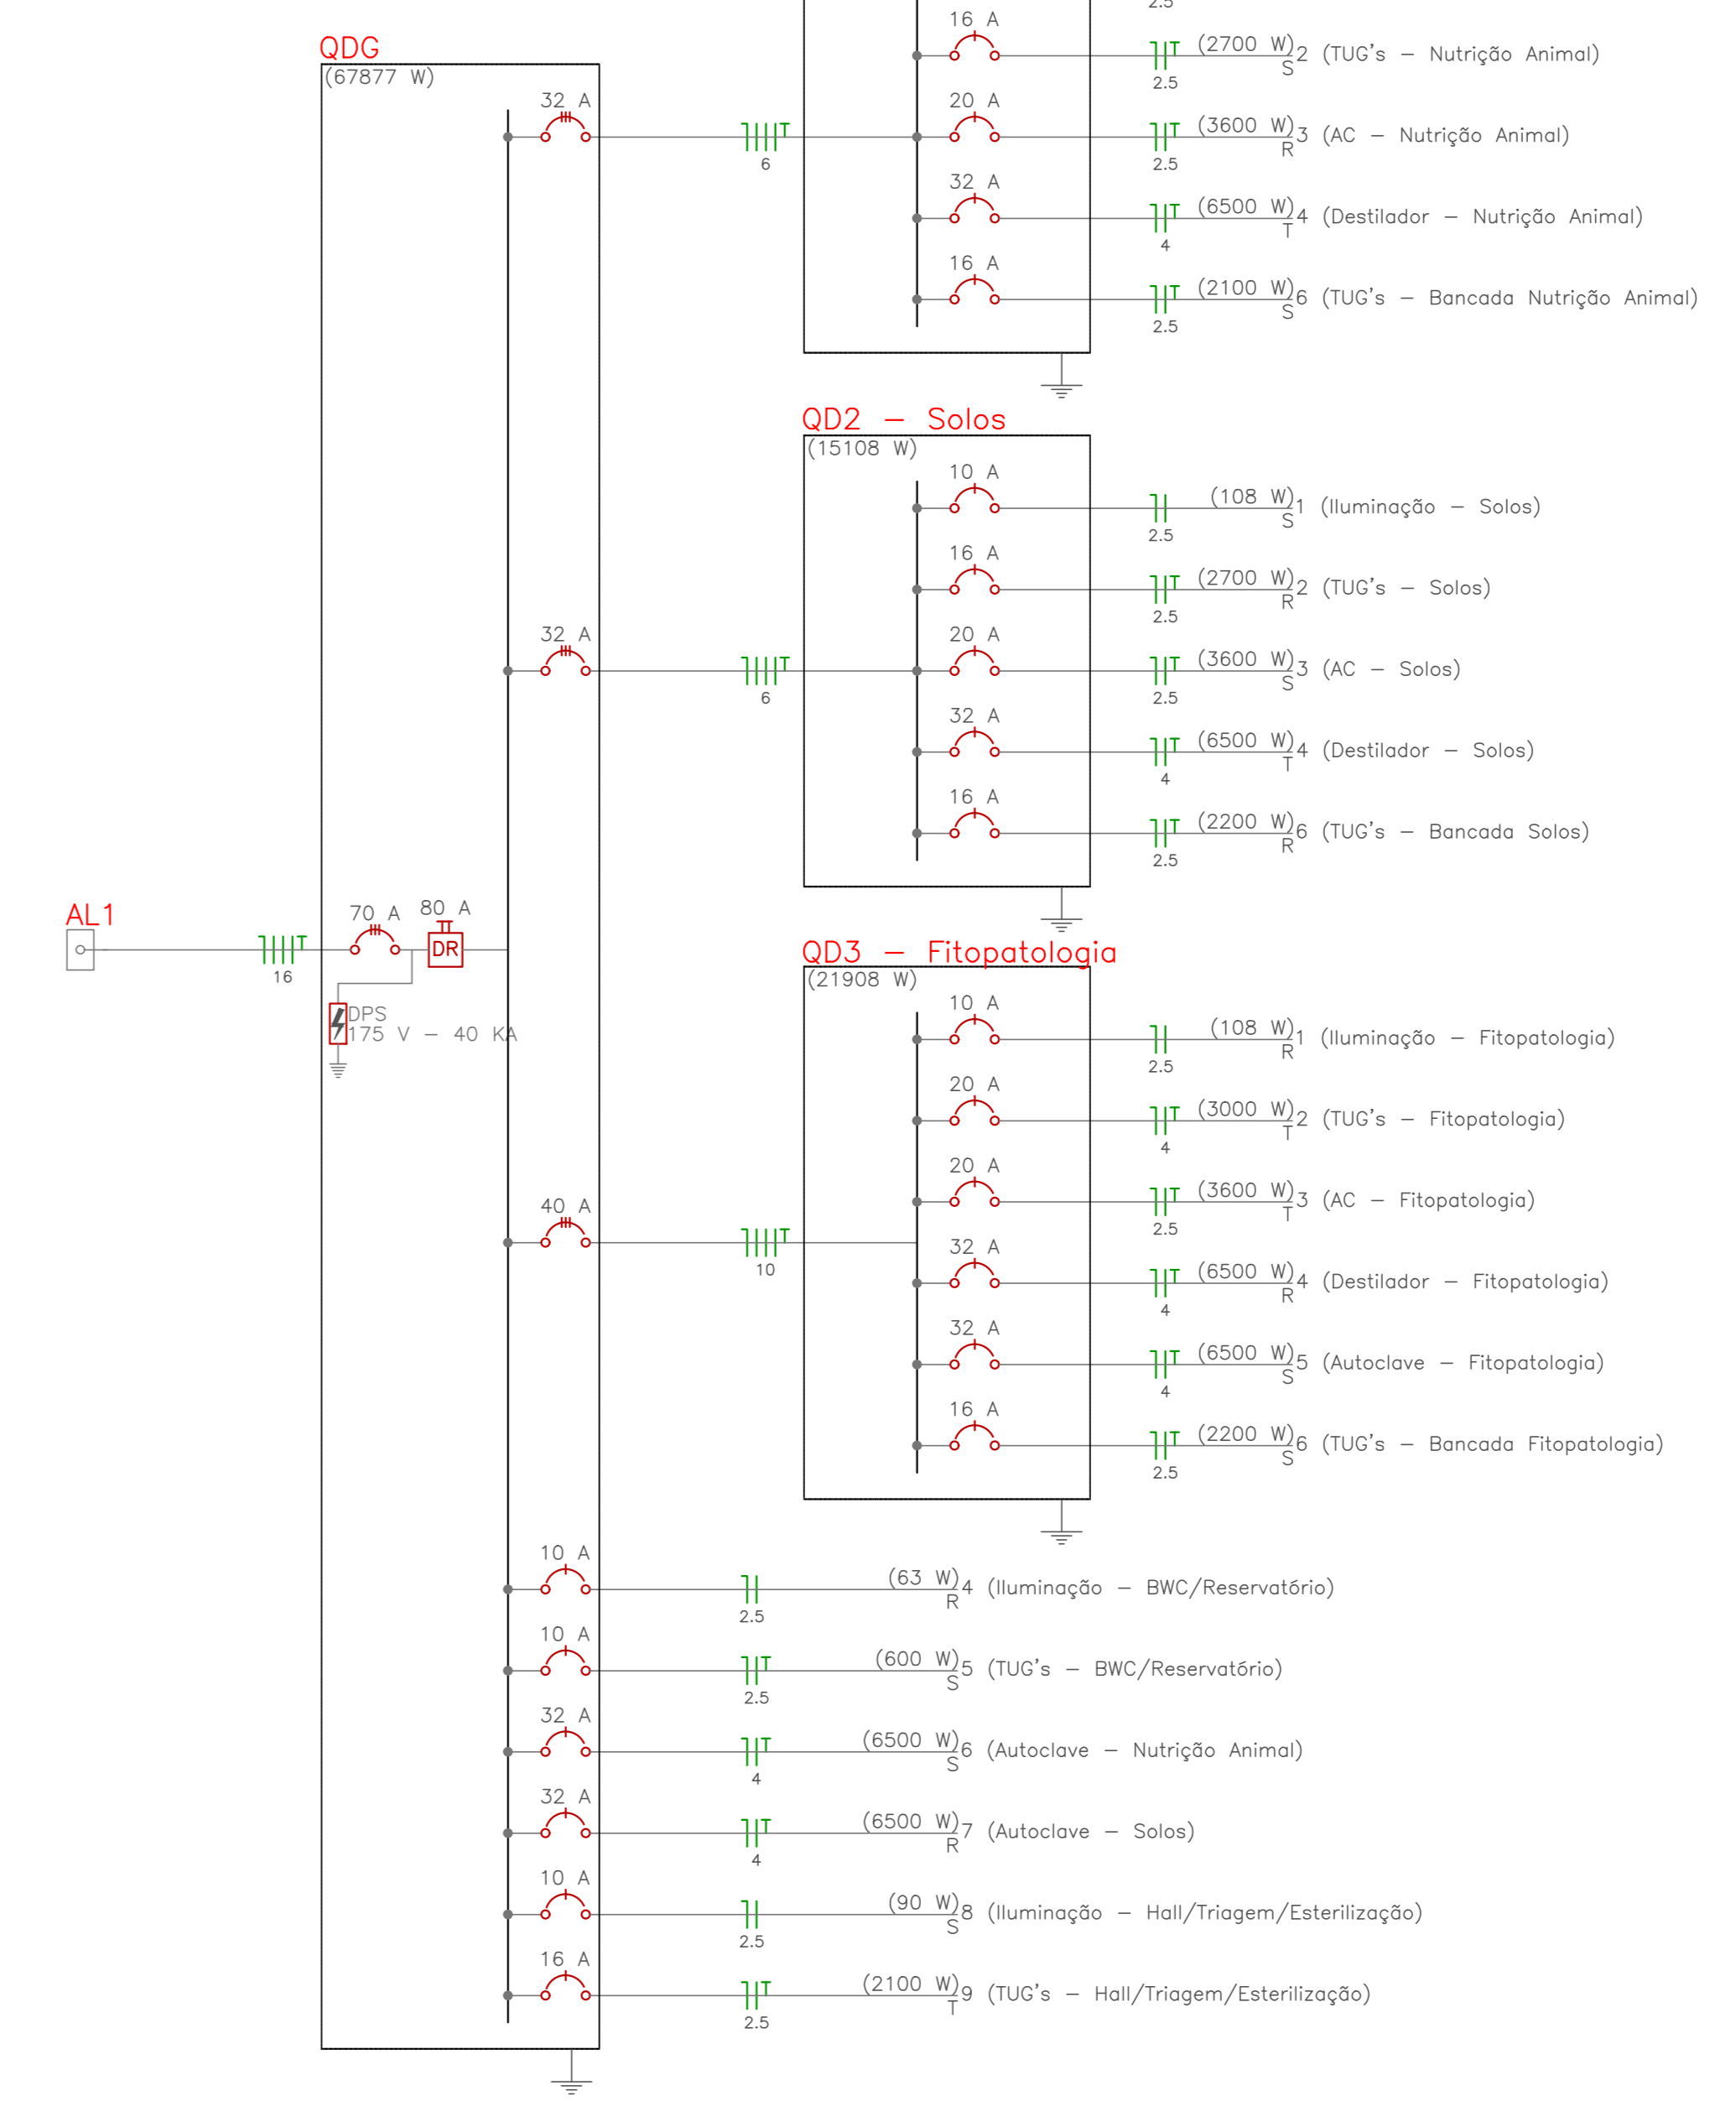 2.5
16 A
(2700 W) 2 (TUG's – Nutrição Animal)
S
2.5
QDG
(67877 W)
32 A
6
20 A
(3600 W) 3 (AC – Nutrição Animal)
R
2.5
32 A
(6500 W) 4 (Destilador – Nutrição Animal)
T
4
16 A
(2100 W) 6 (TUG's – Bancada Nutrição Animal)
S
2.5
QD2 – Solos
(15108 W)
10 A
(108 W) 1 (Iluminação – Solos)
S
2.5
16 A
(2700 W) 2 (TUG's – Solos)
R
2.5
32 A
6
20 A
(3600 W) 3 (AC – Solos)
S
2.5
32 A
(6500 W) 4 (Destilador – Solos)
T
4
16 A
(2200 W) 6 (TUG's – Bancada Solos)
R
2.5
AL1
16
70 A
80 A
DR
DPS
175 V – 40 KA
QD3 – Fitopatologia
(21908 W)
10 A
(108 W) 1 (Iluminação – Fitopatologia)
R
2.5
20 A
(3000 W) 2 (TUG's – Fitopatologia)
T
4
20 A
(3600 W) 3 (AC – Fitopatologia)
T
2.5
40 A
10
32 A
(6500 W) 4 (Destilador – Fitopatologia)
R
4
32 A
(6500 W) 5 (Autoclave – Fitopatologia)
S
4
16 A
(2200 W) 6 (TUG's – Bancada Fitopatologia)
S
2.5
10 A
(63 W) 4 (Iluminação – BWC/Reservatório)
R
2.5
10 A
(600 W) 5 (TUG's – BWC/Reservatório)
S
2.5
32 A
(6500 W) 6 (Autoclave – Nutrição Animal)
S
4
32 A
(6500 W) 7 (Autoclave – Solos)
R
4
10 A
(90 W) 8 (Iluminação – Hall/Triagem/Esterilização)
S
2.5
16 A
(2100 W) 9 (TUG's – Hall/Triagem/Esterilização)
T
2.5